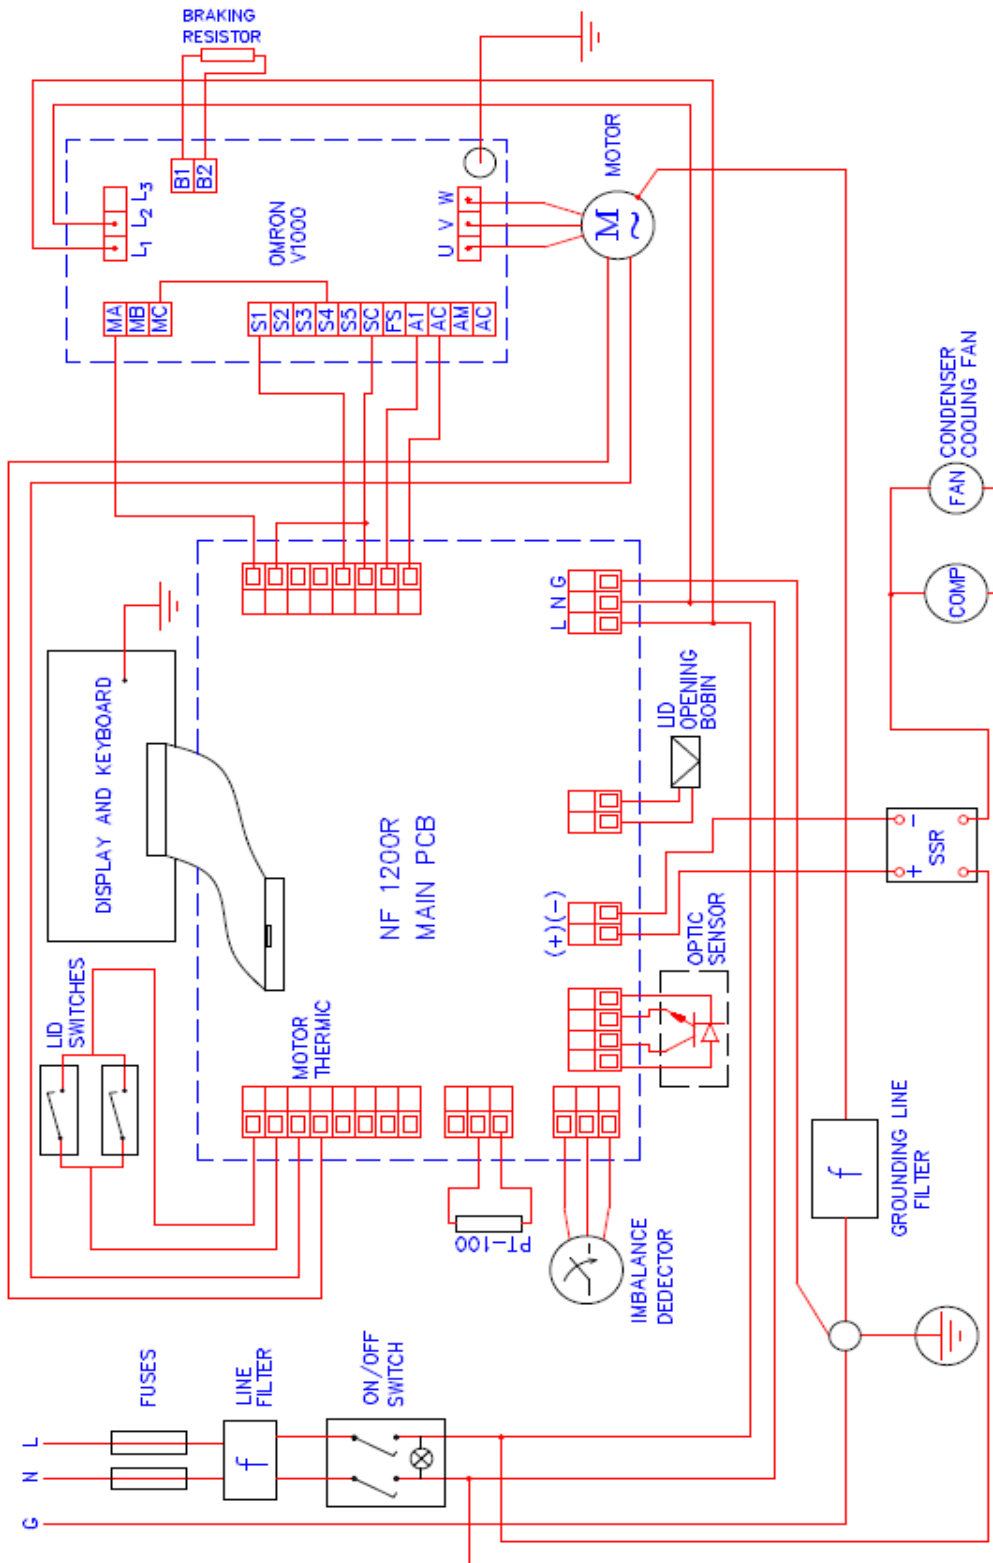 BRAKING
RESISTOR
B1
B2
L1 L2 L3
OMRON
V1000
U V W
MOTOR
M
~
MA
MB
MC
S1
S2
S3
S4
S5
SC
FS
A1
AC
AM
AC
CONDENSER
COOLING FAN
FAN
COMP
L N G
DISPLAY AND KEYBOARD
LID
OPENING
BOBIN
NF 1200R
MAIN PCB
(+)(-)
+ -
SSR
OPTIC
SENSOR
LID
SWITCHES
MOTOR
THERMIC
PT-100
IMBALANCE
DEDECTOR
f
GROUNDING LINE
FILTER
FUSES
LINE
FILTER
f
ON/OFF
SWITCH
L
N
G